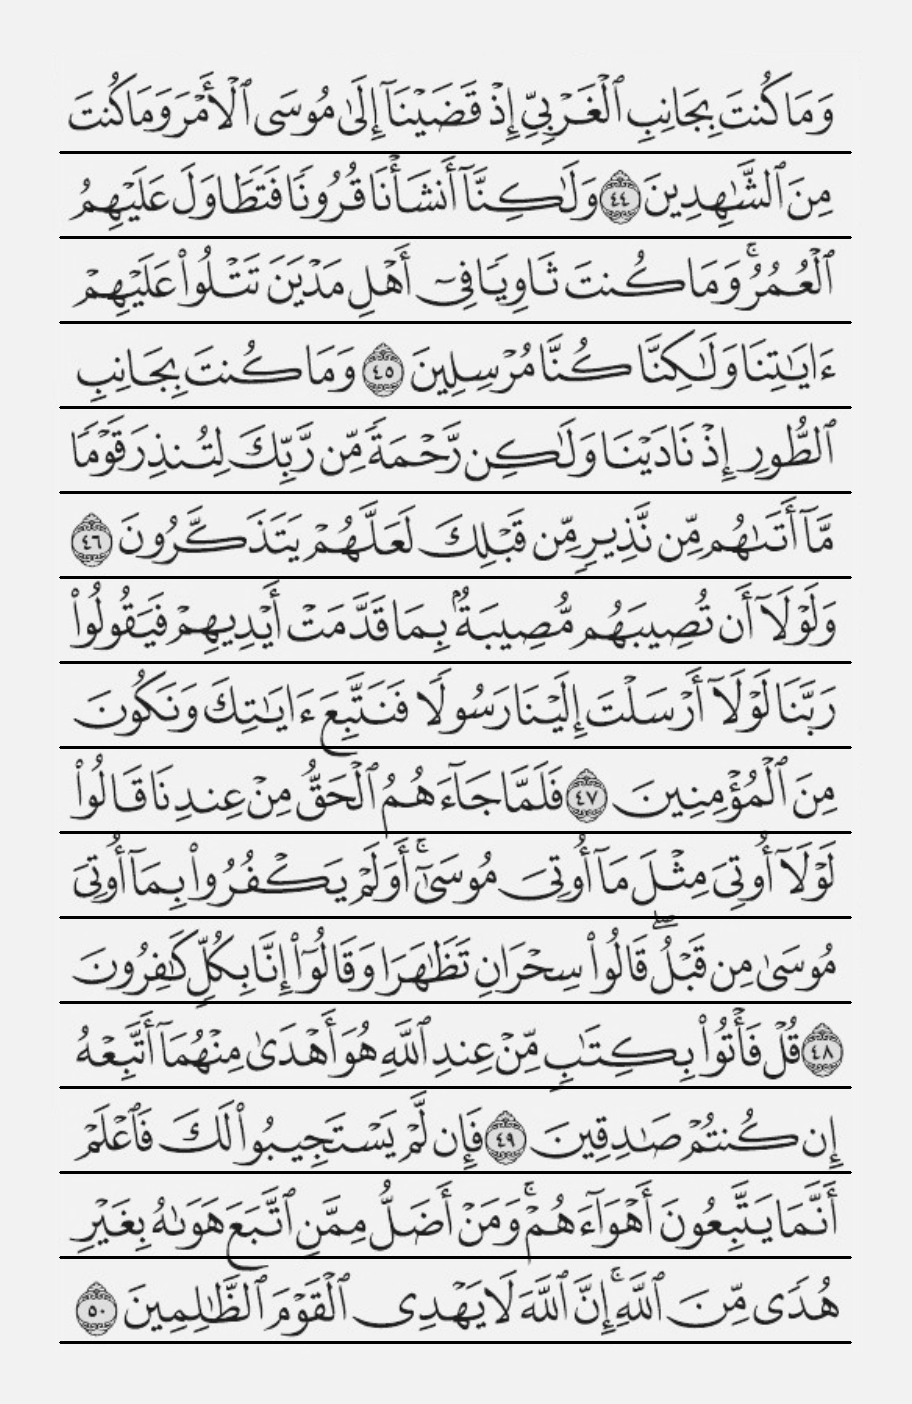 وَمَا كُنتَ بِجَانِبِ ٱلْغَرْبِيِّ إِذْ قَضَيْنَآ إِلَىٰ مُوسَى ٱلْأَمْرَ وَمَا كُنتَ
مِنَ ٱلشَّٰهِدِينَ ٤٤ وَلَٰكِنَّآ أَنشَأْنَا قُرُونًا فَتَطَاوَلَ عَلَيْهِمُ
ٱلْعُمُرُ ۚ وَمَا كُنتَ ثَاوِيًا فِىٓ أَهْلِ مَدْيَنَ تَتْلُوا۟ عَلَيْهِمْ
ءَايَٰتِنَا وَلَٰكِنَّا كُنَّا مُرْسِلِينَ ٤٥ وَمَا كُنتَ بِجَانِبِ
ٱلطُّورِ إِذْ نَادَيْنَا وَلَٰكِن رَّحْمَةً مِّن رَّبِّكَ لِتُنذِرَ قَوْمًا
مَّآ أَتَىٰهُم مِّن نَّذِيرٍ مِّن قَبْلِكَ لَعَلَّهُمْ يَتَذَكَّرُونَ ٤٦
وَلَوْلَآ أَن تُصِيبَهُم مُّصِيبَةٌۢ بِمَا قَدَّمَتْ أَيْدِيهِمْ فَيَقُولُوا۟
رَبَّنَا لَوْلَآ أَرْسَلْتَ إِلَيْنَا رَسُولًا فَنَتَّبِعَ ءَايَٰتِكَ وَنَكُونَ
مِنَ ٱلْمُؤْمِنِينَ ٤٧ فَلَمَّا جَآءَهُمُ ٱلْحَقُّ مِنْ عِندِنَا قَالُوا۟
لَوْلَآ أُوتِىَ مِثْلَ مَآ أُوتِىَ مُوسَىٰٓ ۚ أَوَلَمْ يَكْفُرُوا۟ بِمَآ أُوتِىَ
مُوسَىٰ مِن قَبْلُ ۖ قَالُوا۟ سِحْرَانِ تَظَٰهَرَا وَقَالُوٓا۟ إِنَّا بِكُلٍّ كَٰفِرُونَ
٤٨ قُلْ فَأْتُوا۟ بِكِتَٰبٍ مِّنْ عِندِ ٱللَّهِ هُوَ أَهْدَىٰ مِنْهُمَآ أَتَّبِعْهُ
إِن كُنتُمْ صَٰدِقِينَ ٤٩ فَإِن لَّمْ يَسْتَجِيبُوا۟ لَكَ فَٱعْلَمْ
أَنَّمَا يَتَّبِعُونَ أَهْوَآءَهُمْ ۚ وَمَنْ أَضَلُّ مِمَّنِ ٱتَّبَعَ هَوَىٰهُ بِغَيْرِ
هُدًى مِّنَ ٱللَّهِ ۚ إِنَّ ٱللَّهَ لَا يَهْدِى ٱلْقَوْمَ ٱلظَّٰلِمِينَ ٥٠